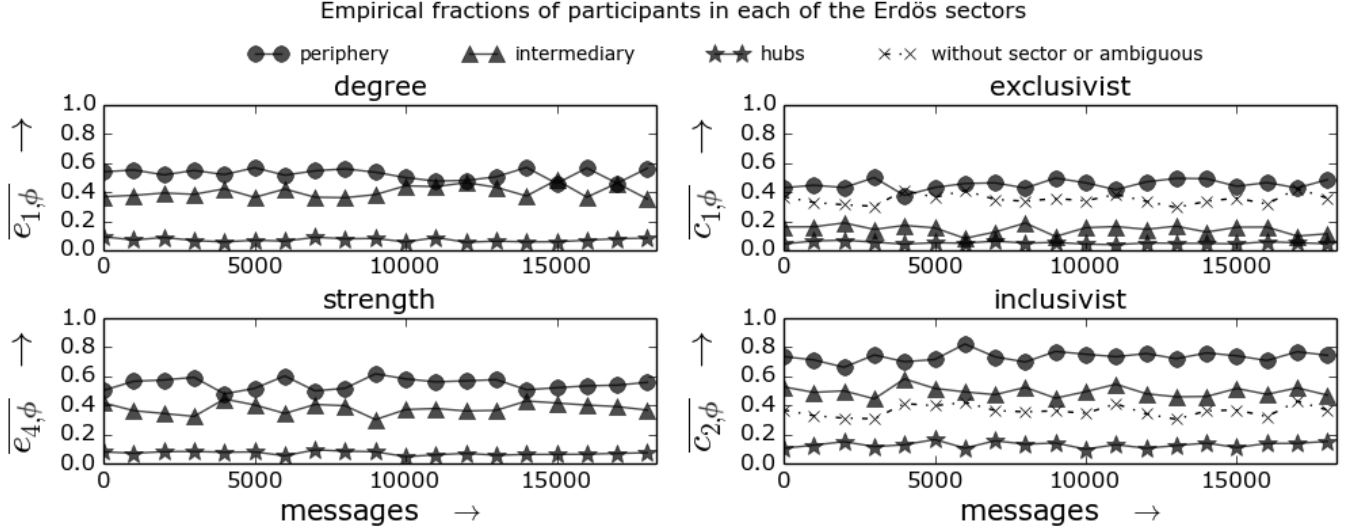 Empirical fractions of participants in each of the Erdös sectors
periphery intermediary hubs without sector or ambiguous
degree
1.0
0.8
0.6
0.4
0.2
0.0
0 5000 10000 15000
e₁,ϕ →
exclusivist
1.0
0.8
0.6
0.4
0.2
0.0
0 5000 10000 15000
c₁,ϕ →
strength
1.0
0.8
0.6
0.4
0.2
0.0
0 5000 10000 15000
e₄,ϕ →
messages →
inclusivist
1.0
0.8
0.6
0.4
0.2
0.0
0 5000 10000 15000
c₂,ϕ →
messages →